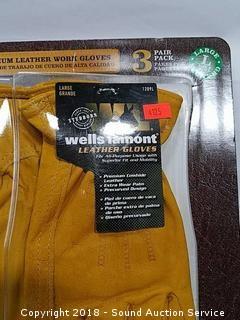 UM LEATHER WORK GLOVES
DE TRABAJO DE CUERO DE ALTA CALIDAD
3 PAIR
PACK
LARGE
LARGE
GRANDE
1209L
wells lamont
LEATHER GLOVES
For All-Purpose Usage with
Superior Fit and Mobility
• Premium Cowhide
Leather
• Extra Wear Palm
• Precurved Design
• Piel de cuero de vaca
de prima
• Parche extra de palma de
uso
• Diseño precurvado
Copyright 2018 - Sound Auction Service